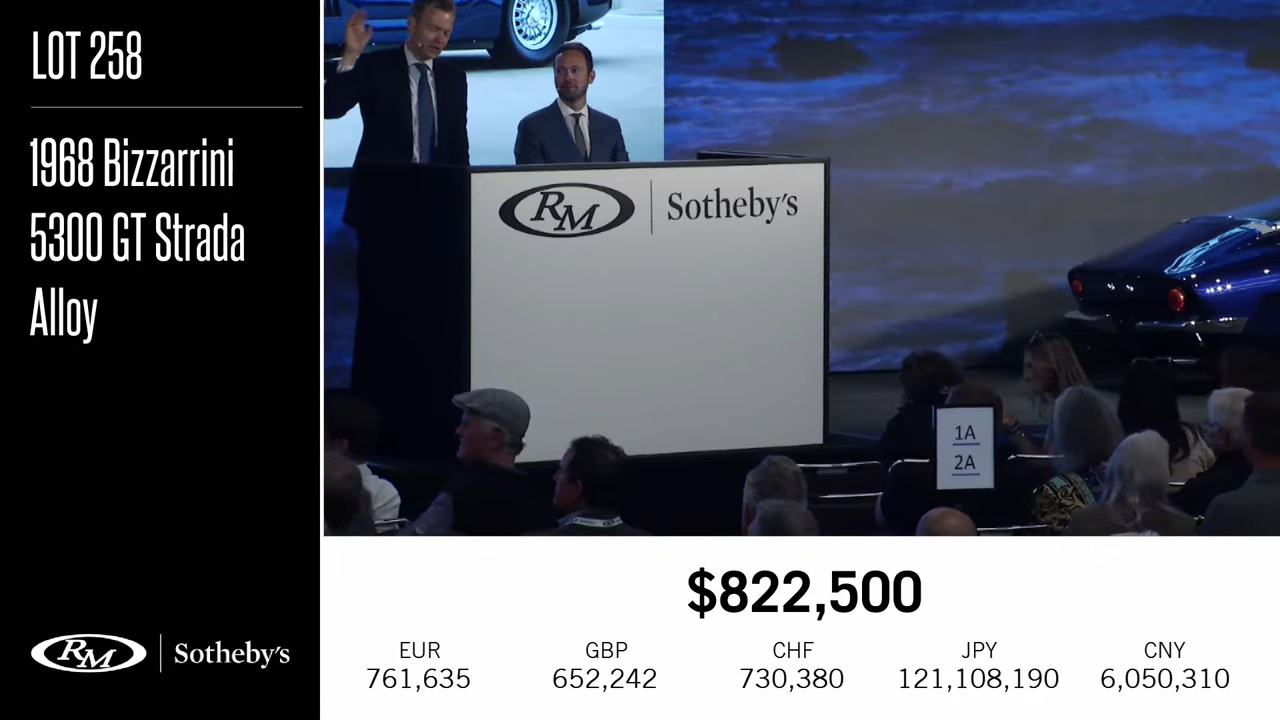 LOT 258
1968 Bizzarrini
5300 GT Strada
Alloy
RM Sotheby's
RM Sotheby's
1A
2A
$822,500
EUR GBP CHF JPY CNY
761,635 652,242 730,380 121,108,190 6,050,310